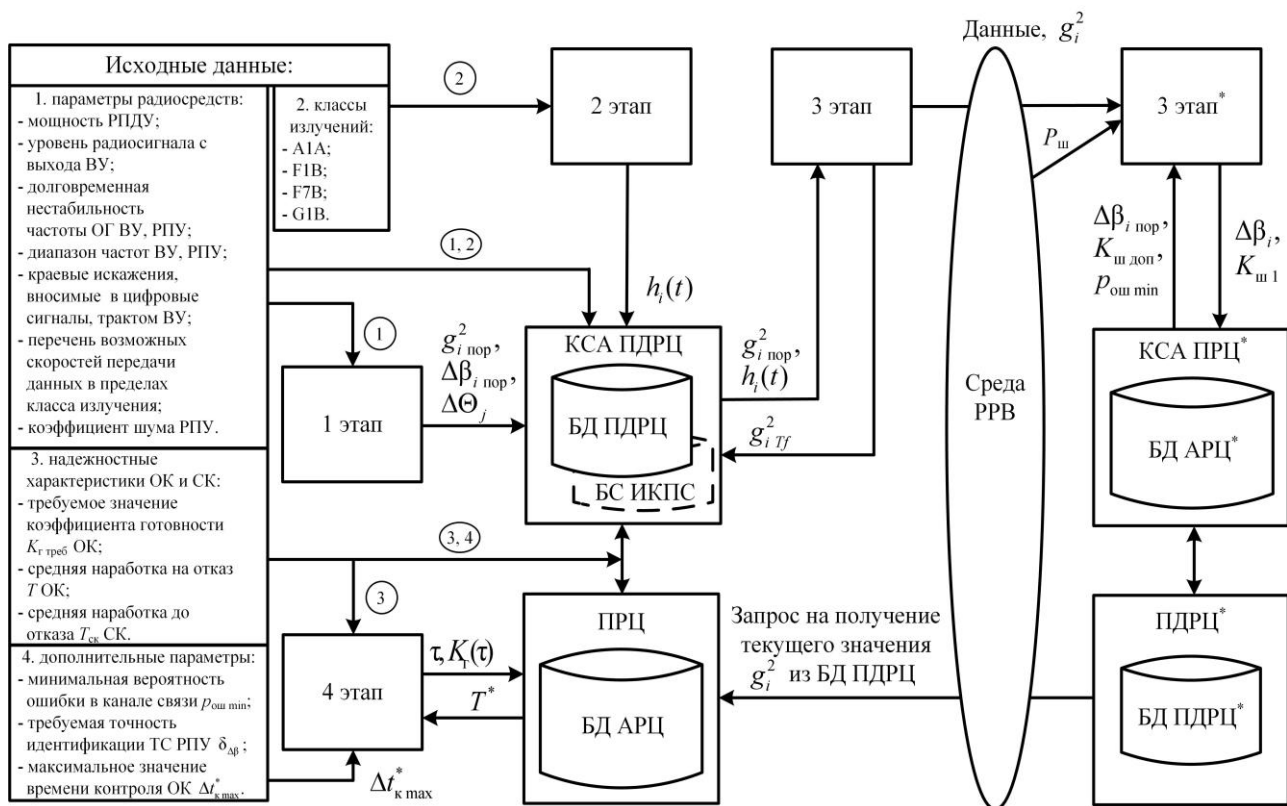 Исходные данные:
1. параметры радиосредств:
- мощность РПДУ;
- уровень радиосигнала с
выхода ВУ;
- долговременная
нестабильность
частоты ОГ ВУ, РПУ;
- диапазон частот ВУ, РПУ;
- краевые искажения,
вносимые в цифровые
сигналы, трактом ВУ;
- перечень возможных
скоростей передачи
данных в пределах
класса излучения;
- коэффициент шума РПУ.
2. классы
излучений:
- A1A;
- F1B;
- F7B;
- G1B.
3. надежностные
характеристики ОК и СК:
- требуемое значение
коэффициента готовности
K_г треб ОК;
- средняя наработка на отказ
T ОК;
- средняя наработка до
отказа T_ск СК.
4. дополнительные параметры:
- минимальная вероятность
ошибки в канале связи p_ош min;
- требуемая точность
идентификации ТС РПУ δ_Δβ;
- максимальное значение
времени контроля ОК Δt*_к max.
2
1, 2
1
3, 4
3
Δt*_к max
2 этап
h_i(t)
1 этап
g²_i пор,
Δβ_i пор,
ΔΘ_j
КСА ПДРЦ
БД ПДРЦ
БС ИКПС
4 этап
τ, K_г(τ)
T*
ПРЦ
БД АРЦ
3 этап
g²_i пор,
h_i(t)
g²_i Tf
Данные, g²_i
P_ш
Среда
РРВ
Запрос на получение
текущего значения
g²_i из БД ПДРЦ
3 этап*
Δβ_i пор,
K_ш доп,
p_ош min
Δβ_i,
K_ш 1
КСА ПРЦ*
БД АРЦ*
ПДРЦ*
БД ПДРЦ*